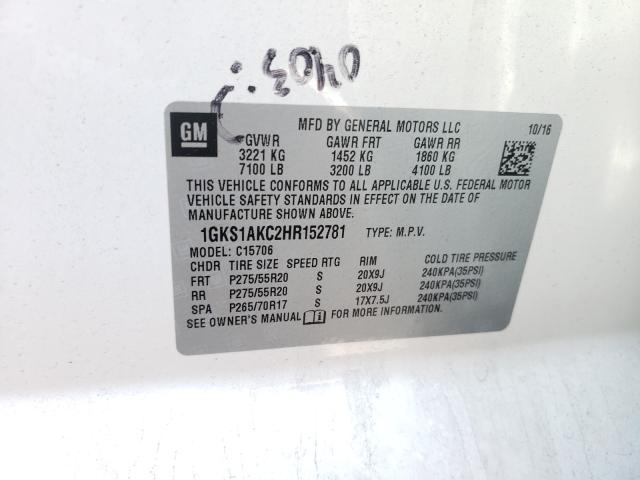 GM
MFD BY GENERAL MOTORS LLC 10/16
GVWR GAWR FRT GAWR RR
3221 KG 1452 KG 1860 KG
7100 LB 3200 LB 4100 LB
THIS VEHICLE CONFORMS TO ALL APPLICABLE U.S. FEDERAL MOTOR
VEHICLE SAFETY STANDARDS IN EFFECT ON THE DATE OF
MANUFACTURE SHOWN ABOVE.
1GKS1AKC2HR152781 TYPE: M.P.V.
MODEL: C15706
CHDR TIRE SIZE SPEED RTG RIM COLD TIRE PRESSURE
FRT P275/55R20 S 20X9J 240KPA(35PSI)
RR P275/55R20 S 20X9J 240KPA(35PSI)
SPA P265/70R17 S 17X7.5J 240KPA(35PSI)
SEE OWNER'S MANUAL FOR MORE INFORMATION.